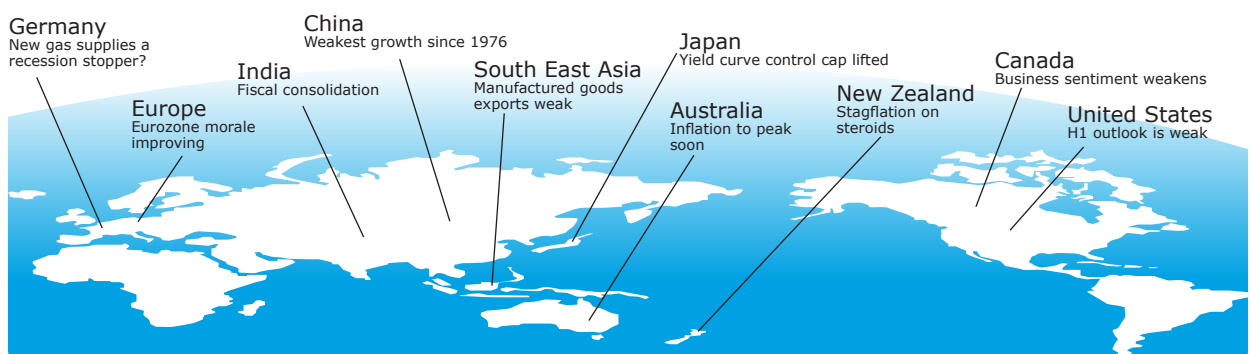 Germany
New gas supplies a
recession stopper?
Europe
Eurozone morale
improving
India
Fiscal consolidation
China
Weakest growth since 1976
South East Asia
Manufactured goods
exports weak
Japan
Yield curve control cap lifted
Australia
Inflation to peak
soon
New Zealand
Stagflation on
steroids
Canada
Business sentiment weakens
United States
H1 outlook is weak